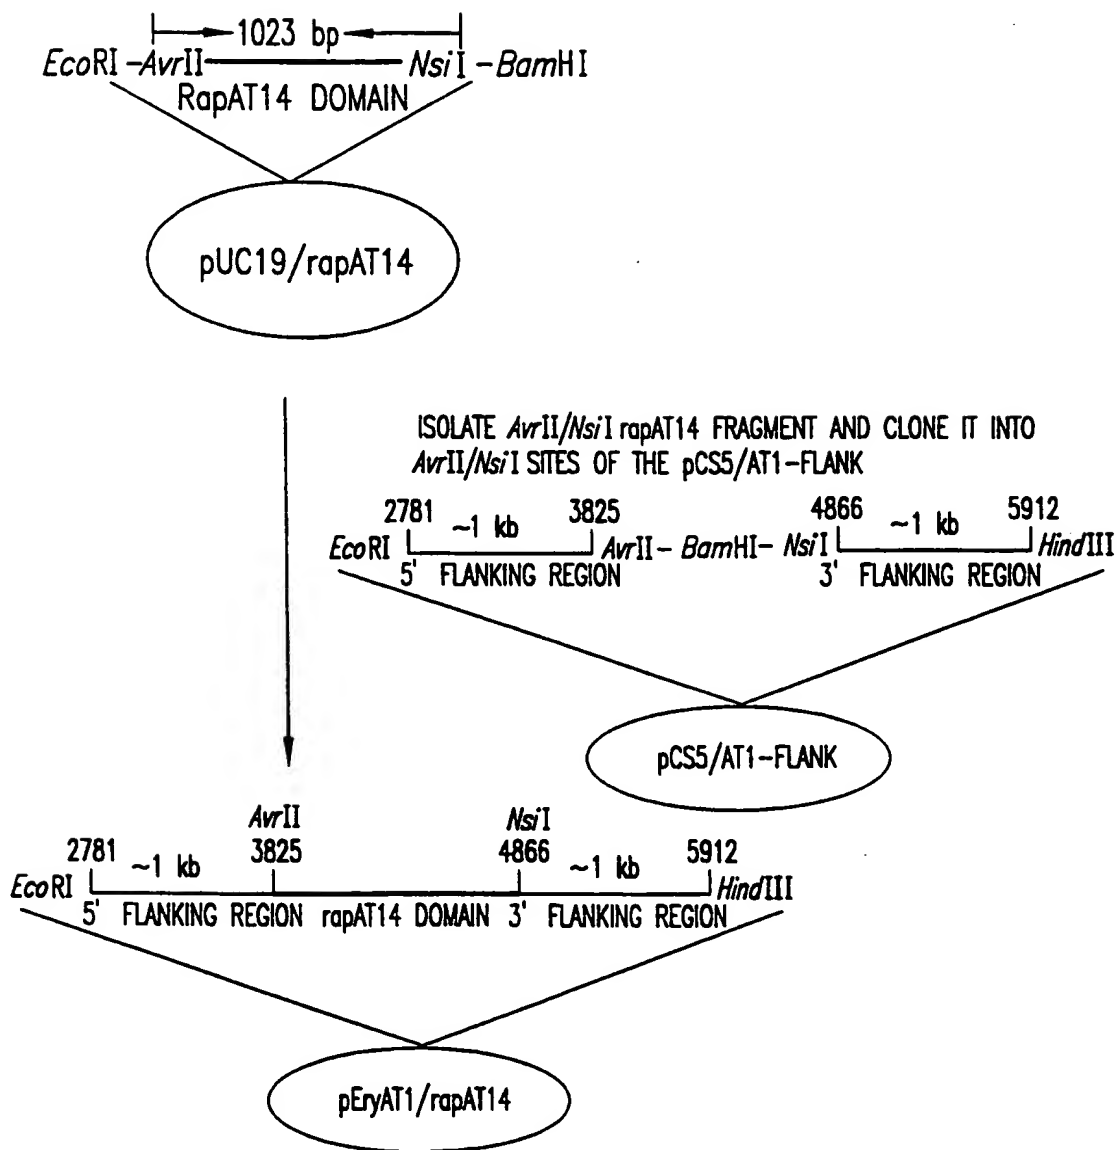 1023 bp
EcoRI -AvrII NsiI -BamHI
RapAT14 DOMAIN
pUC19/rapAT14
ISOLATE AvrII/NsiI rapAT14 FRAGMENT AND CLONE IT INTO
AvrII/NsiI SITES OF THE pCS5/AT1-FLANK
2781 ~1 kb 3825 4866 ~1 kb 5912
EcoRI AvrII - BamHI- NsiI HindIII
5' FLANKING REGION 3' FLANKING REGION
pCS5/AT1-FLANK
AvrII NsiI
2781 ~1 kb 3825 4866 ~1 kb 5912
EcoRI HindIII
5' FLANKING REGION rapAT14 DOMAIN 3' FLANKING REGION
pEryAT1/rapAT14